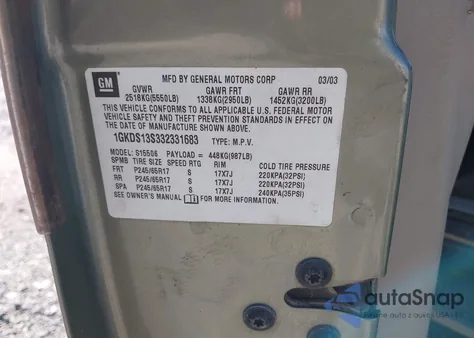 GM
MFD BY GENERAL MOTORS CORP 03/03
GVWR GAWR FRT GAWR RR
2518KG(5550LB) 1338KG(2950LB) 1452KG(3200LB)
THIS VEHICLE CONFORMS TO ALL APPLICABLE U.S. FEDERAL MOTOR
VEHICLE SAFETY AND THEFT PREVENTION STANDARDS IN EFFECT ON
THE DATE OF MANUFACTURE SHOWN ABOVE.
1GKDS13S332331683 TYPE: M.P.V.
MODEL: S15506 PAYLOAD = 448KG(987LB)
SPMB TIRE SIZE SPEED RTG RIM COLD TIRE PRESSURE
FRT P245/65R17 S 17X7J 220KPA(32PSI)
RR P245/65R17 S 17X7J 220KPA(32PSI)
SPA P245/65R17 S 17X7J 240KPA(35PSI)
SEE OWNER'S MANUAL FOR MORE INFORMATION.
autaSnap